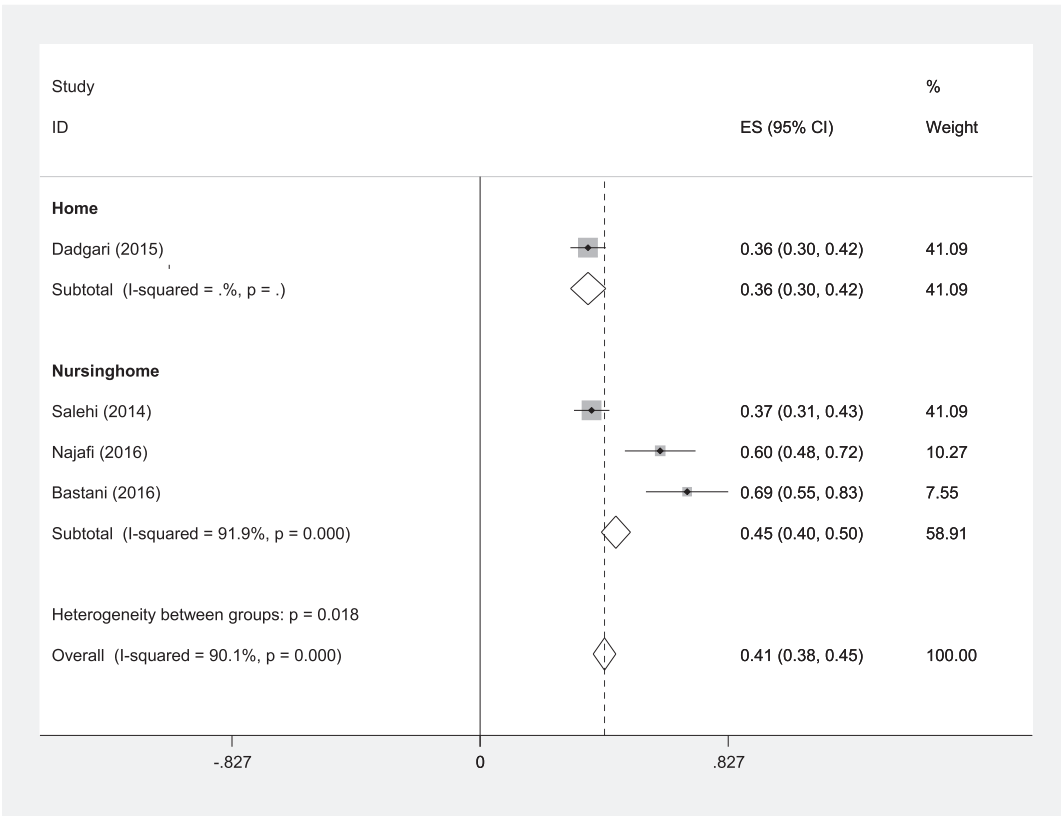 Study %
ID ES (95% CI) Weight
Home
Dadgari (2015) 0.36 (0.30, 0.42) 41.09
Subtotal (I-squared = .%, p = .) 0.36 (0.30, 0.42) 41.09
Nursinghome
Salehi (2014) 0.37 (0.31, 0.43) 41.09
Najafi (2016) 0.60 (0.48, 0.72) 10.27
Bastani (2016) 0.69 (0.55, 0.83) 7.55
Subtotal (I-squared = 91.9%, p = 0.000) 0.45 (0.40, 0.50) 58.91
Heterogeneity between groups: p = 0.018
Overall (I-squared = 90.1%, p = 0.000) 0.41 (0.38, 0.45) 100.00
-.827 0 .827